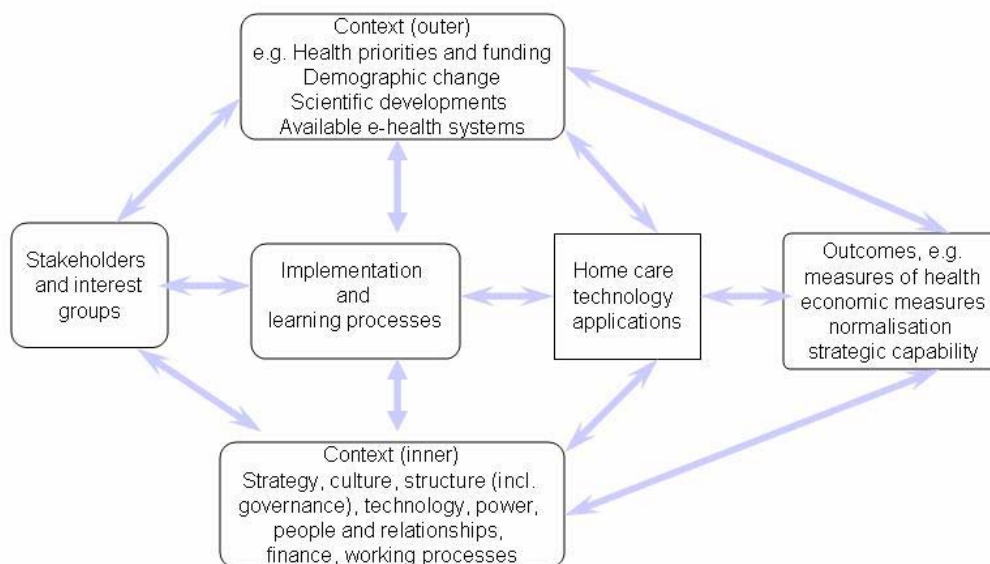 Context (outer)
e.g. Health priorities and funding
Demographic change
Scientific developments
Available e-health systems
Stakeholders
and interest
groups
Implementation
and
learning processes
Home care
technology
applications
Outcomes, e.g.
measures of health
economic measures
normalisation
strategic capability
Context (inner)
Strategy, culture, structure (incl.
governance), technology, power,
people and relationships,
finance, working processes